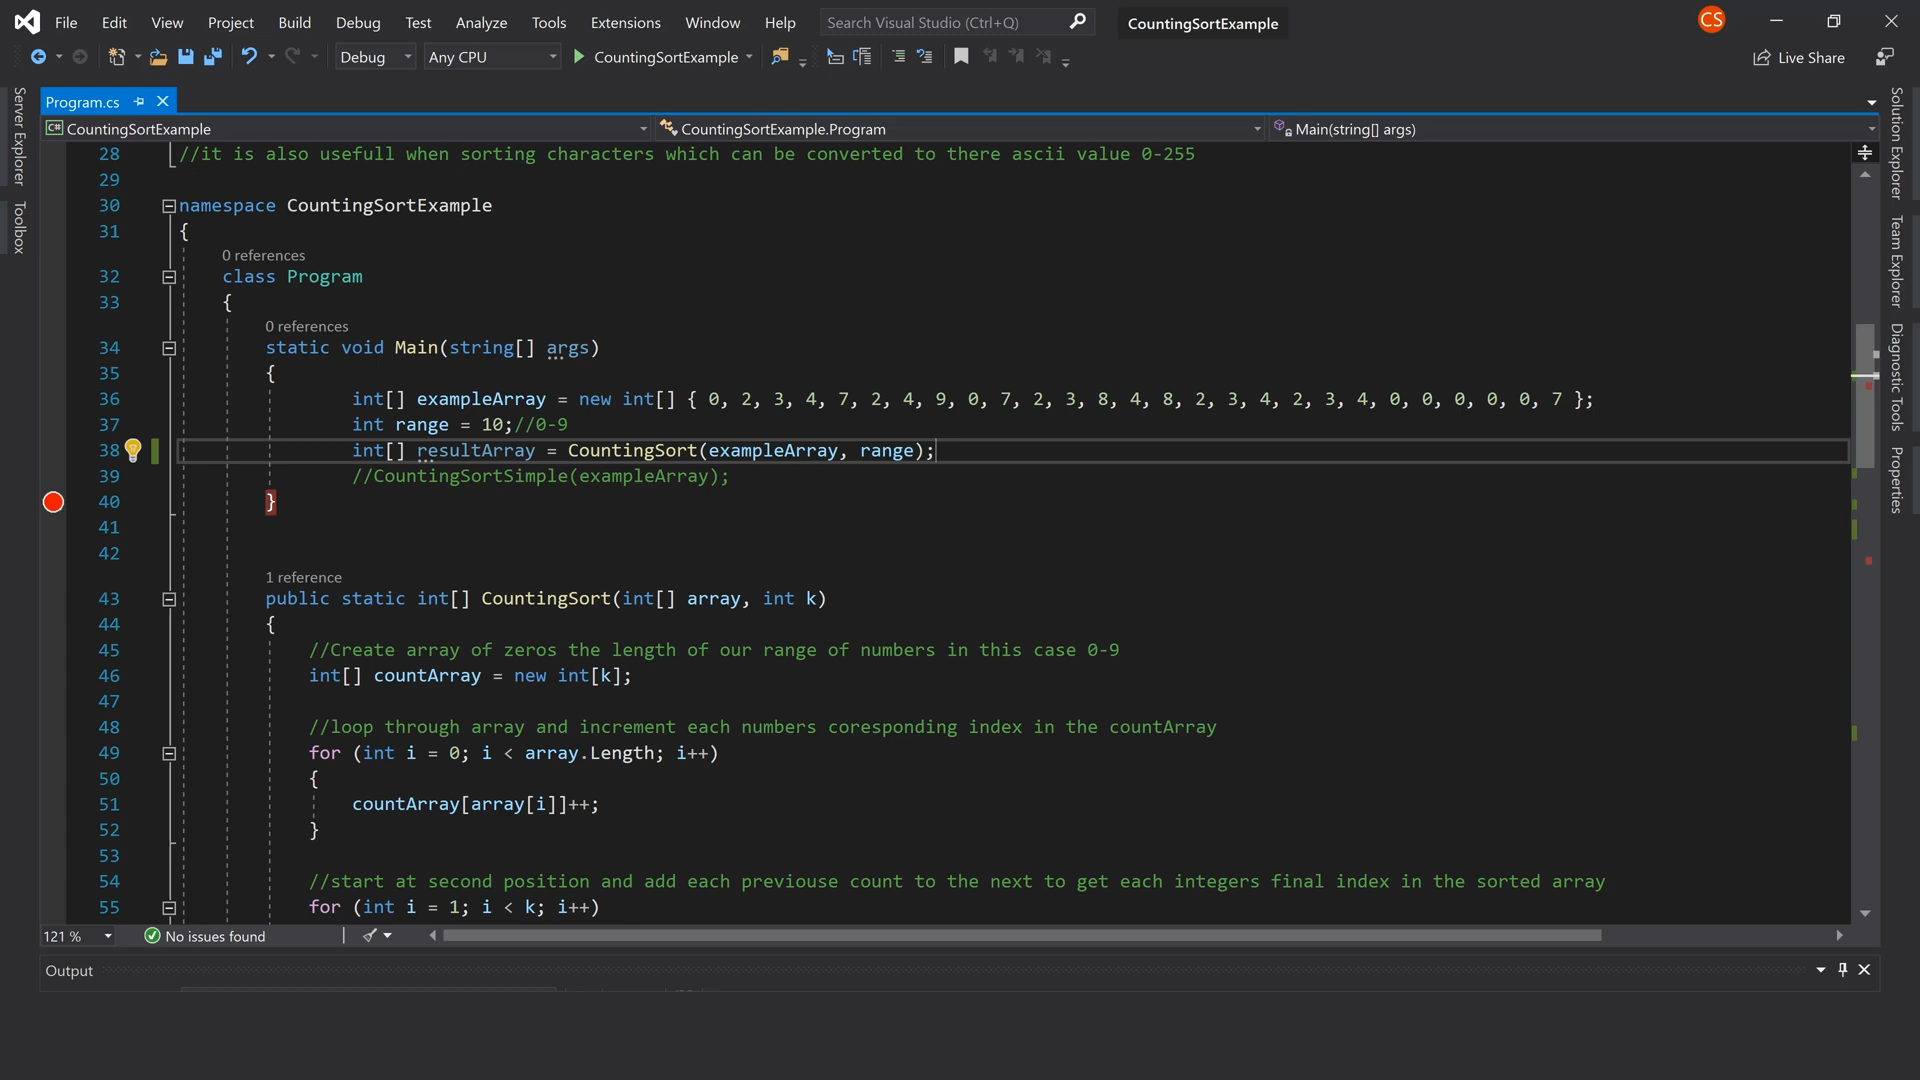 File Edit View Project Build Debug Test Analyze Tools Extensions Window Help Search Visual Studio (Ctrl+Q) CountingSortExample CS
Debug Any CPU CountingSortExample Live Share
Program.cs
C# CountingSortExample CountingSortExample.Program Main(string[] args)
Server Explorer
Toolbox
28 //it is also usefull when sorting characters which can be converted to there ascii value 0-255
29
30 namespace CountingSortExample
31 {
0 references
32 class Program
33 {
0 references
34 static void Main(string[] args)
35 {
36 int[] exampleArray = new int[] { 0, 2, 3, 4, 7, 2, 4, 9, 0, 7, 2, 3, 8, 4, 8, 2, 3, 4, 2, 3, 4, 0, 0, 0, 0, 0, 7 };
37 int range = 10;//0-9
38 int[] resultArray = CountingSort(exampleArray, range);
39 //CountingSortSimple(exampleArray);
40 }
41
42
1 reference
43 public static int[] CountingSort(int[] array, int k)
44 {
45 //Create array of zeros the length of our range of numbers in this case 0-9
46 int[] countArray = new int[k];
47
48 //loop through array and increment each numbers coresponding index in the countArray
49 for (int i = 0; i < array.Length; i++)
50 {
51 countArray[array[i]]++;
52 }
53
54 //start at second position and add each previouse count to the next to get each integers final index in the sorted array
55 for (int i = 1; i < k; i++)
Solution Explorer
Team Explorer
Diagnostic Tools
Properties
121 % No issues found
Output